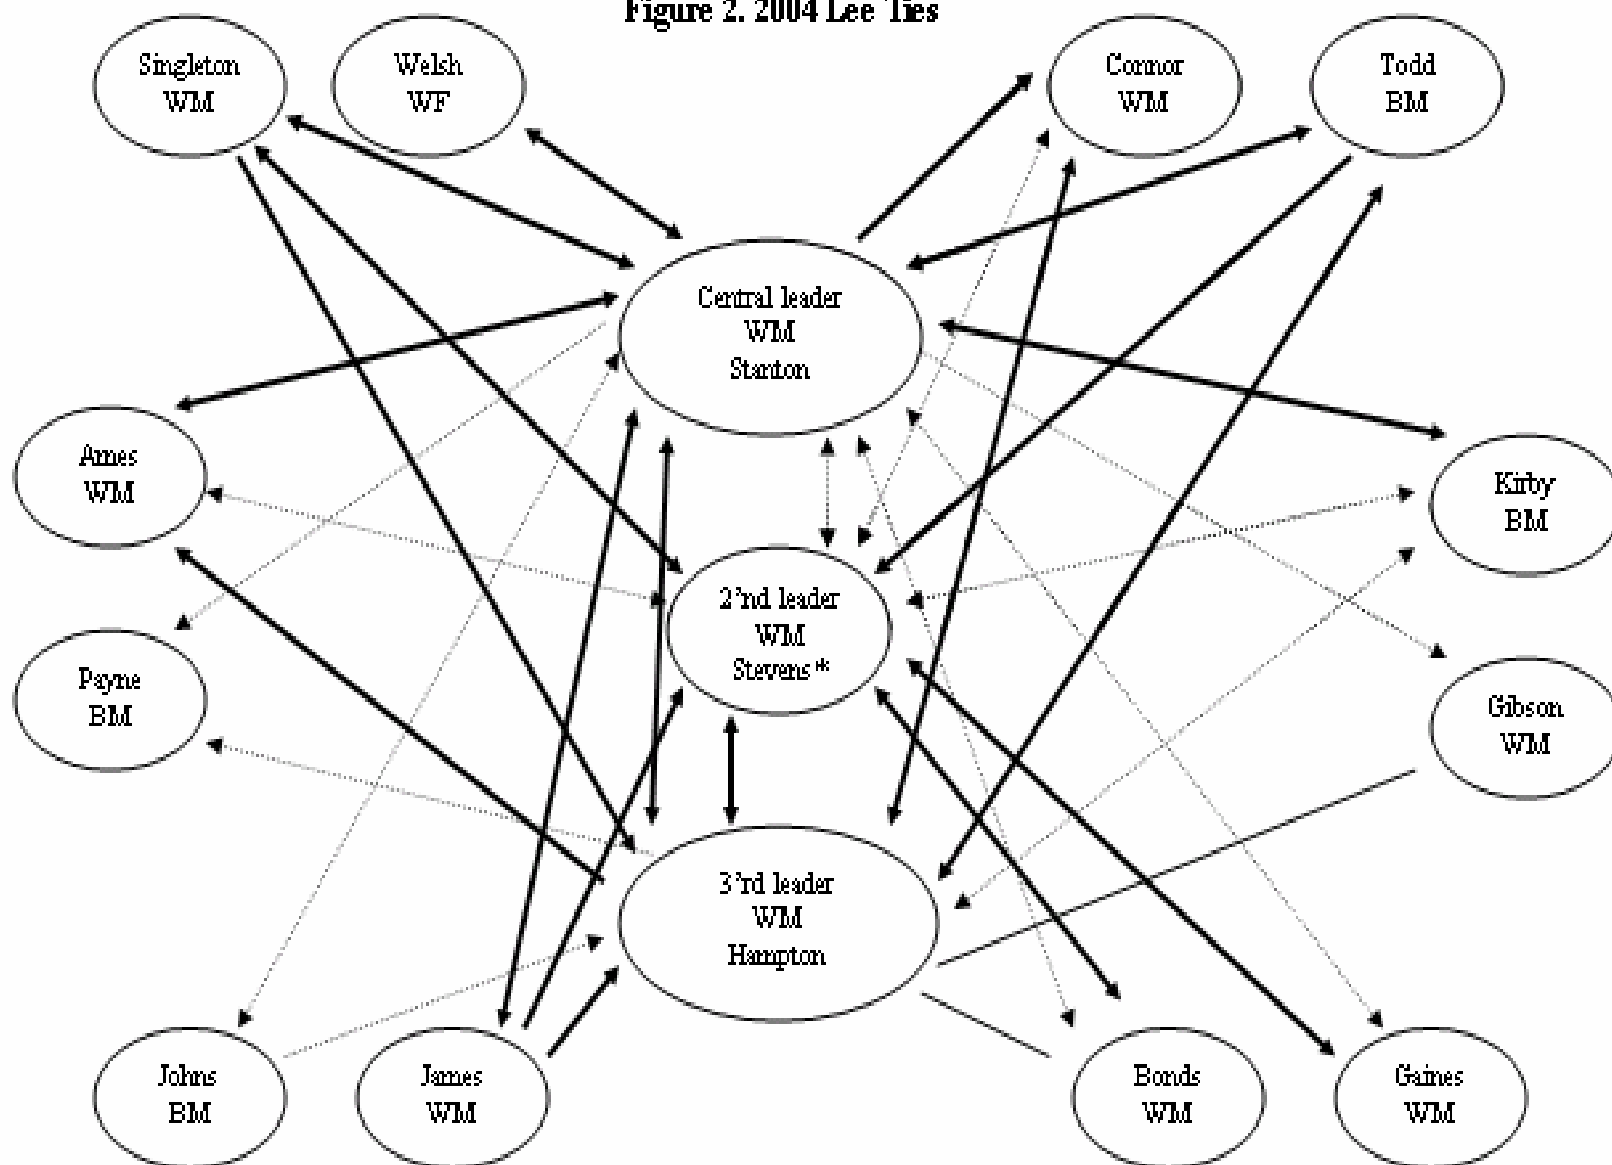 Figure 2. 2004 Lee Ties
Singleton
WM
Welsh
WF
Connor
WM
Todd
BM
Central leader
WM
Stanton
Ames
WM
Kirby
BM
2'nd leader
WM
Stevens*
Payne
BM
Gibson
WM
3'rd leader
WM
Hampton
Johns
BM
James
WM
Bonds
WM
Gaines
WM